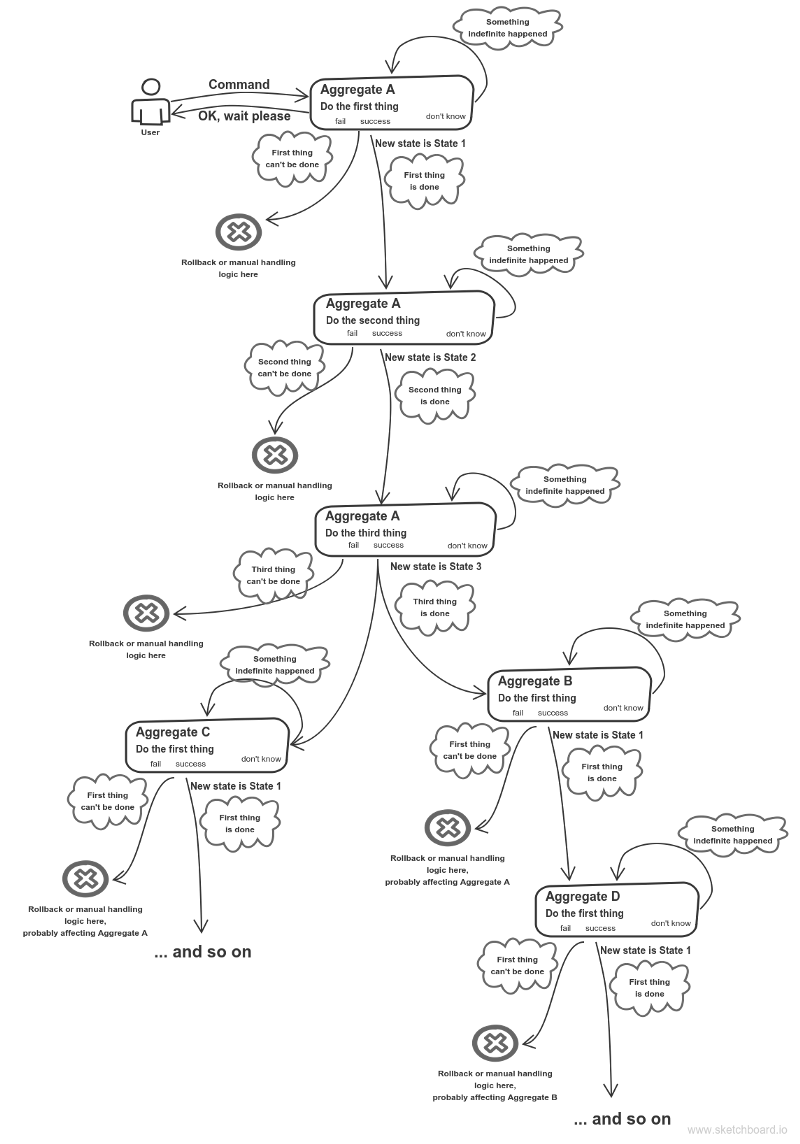 Something
indefinite happened
Command
Aggregate A
Do the first thing
fail success don't know
OK, wait please
User
New state is State 1
First thing
can't be done
First thing
is done
Rollback or manual handling
logic here
Something
indefinite happened
Aggregate A
Do the second thing
fail success don't know
New state is State 2
Second thing
can't be done
Second thing
is done
Rollback or manual handling
logic here
Something
indefinite happened
Aggregate A
Do the third thing
fail success don't know
New state is State 3
Third thing
can't be done
Third thing
is done
Rollback or manual handling
logic here
Something
indefinite happened
Something
indefinite happened
Aggregate B
Do the first thing
fail success don't know
Aggregate C
Do the first thing
fail success don't know
New state is State 1
First thing
can't be done
First thing
is done
New state is State 1
First thing
can't be done
First thing
is done
Rollback or manual handling
logic here,
probably affecting Aggregate A
Something
indefinite happened
Rollback or manual handling
logic here,
probably affecting Aggregate A
Aggregate D
Do the first thing
fail success don't know
... and so on
New state is State 1
First thing
can't be done
First thing
is done
Rollback or manual handling
logic here,
probably affecting Aggregate B
... and so on
www.sketchboard.io